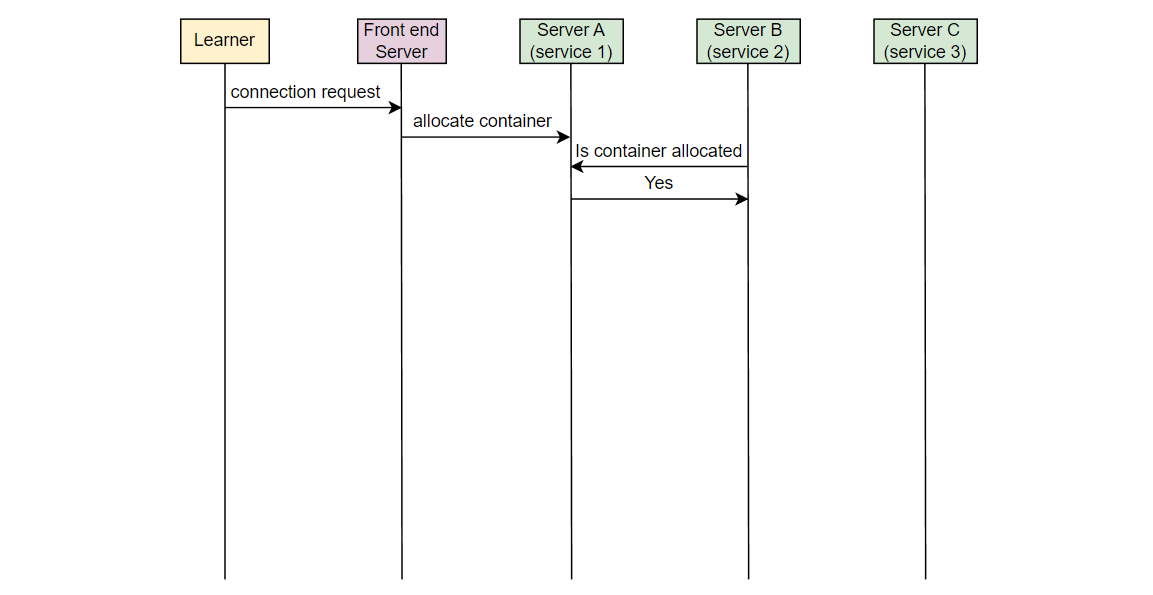 Learner
Front end
Server
Server A
(service 1)
Server B
(service 2)
Server C
(service 3)
connection request
allocate container
Is container allocated
Yes